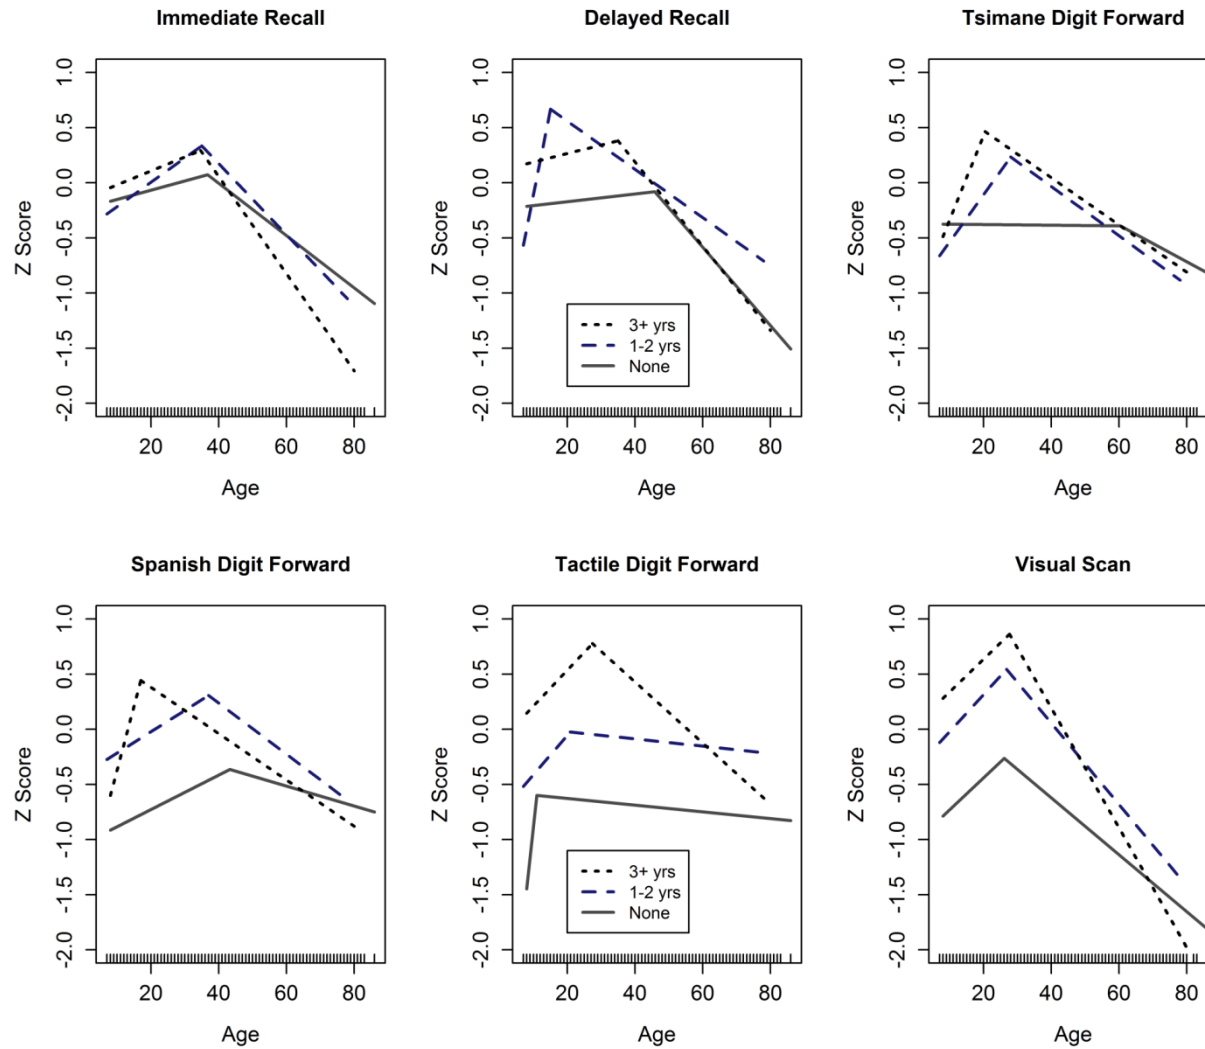 Immediate Recall
Z Score
1.0
0.5
0.0
-0.5
-1.0
-1.5
-2.0
20 40 60 80
Age
Delayed Recall
Z Score
1.0
0.5
0.0
-0.5
-1.0
-1.5
-2.0
3+ yrs
1-2 yrs
None
20 40 60 80
Age
Tsimane Digit Forward
Z Score
1.0
0.5
0.0
-0.5
-1.0
-1.5
-2.0
20 40 60 80
Age
Spanish Digit Forward
Z Score
1.0
0.5
0.0
-0.5
-1.0
-1.5
-2.0
20 40 60 80
Age
Tactile Digit Forward
Z Score
1.0
0.5
0.0
-0.5
-1.0
-1.5
-2.0
3+ yrs
1-2 yrs
None
20 40 60 80
Age
Visual Scan
Z Score
1.0
0.5
0.0
-0.5
-1.0
-1.5
-2.0
20 40 60 80
Age